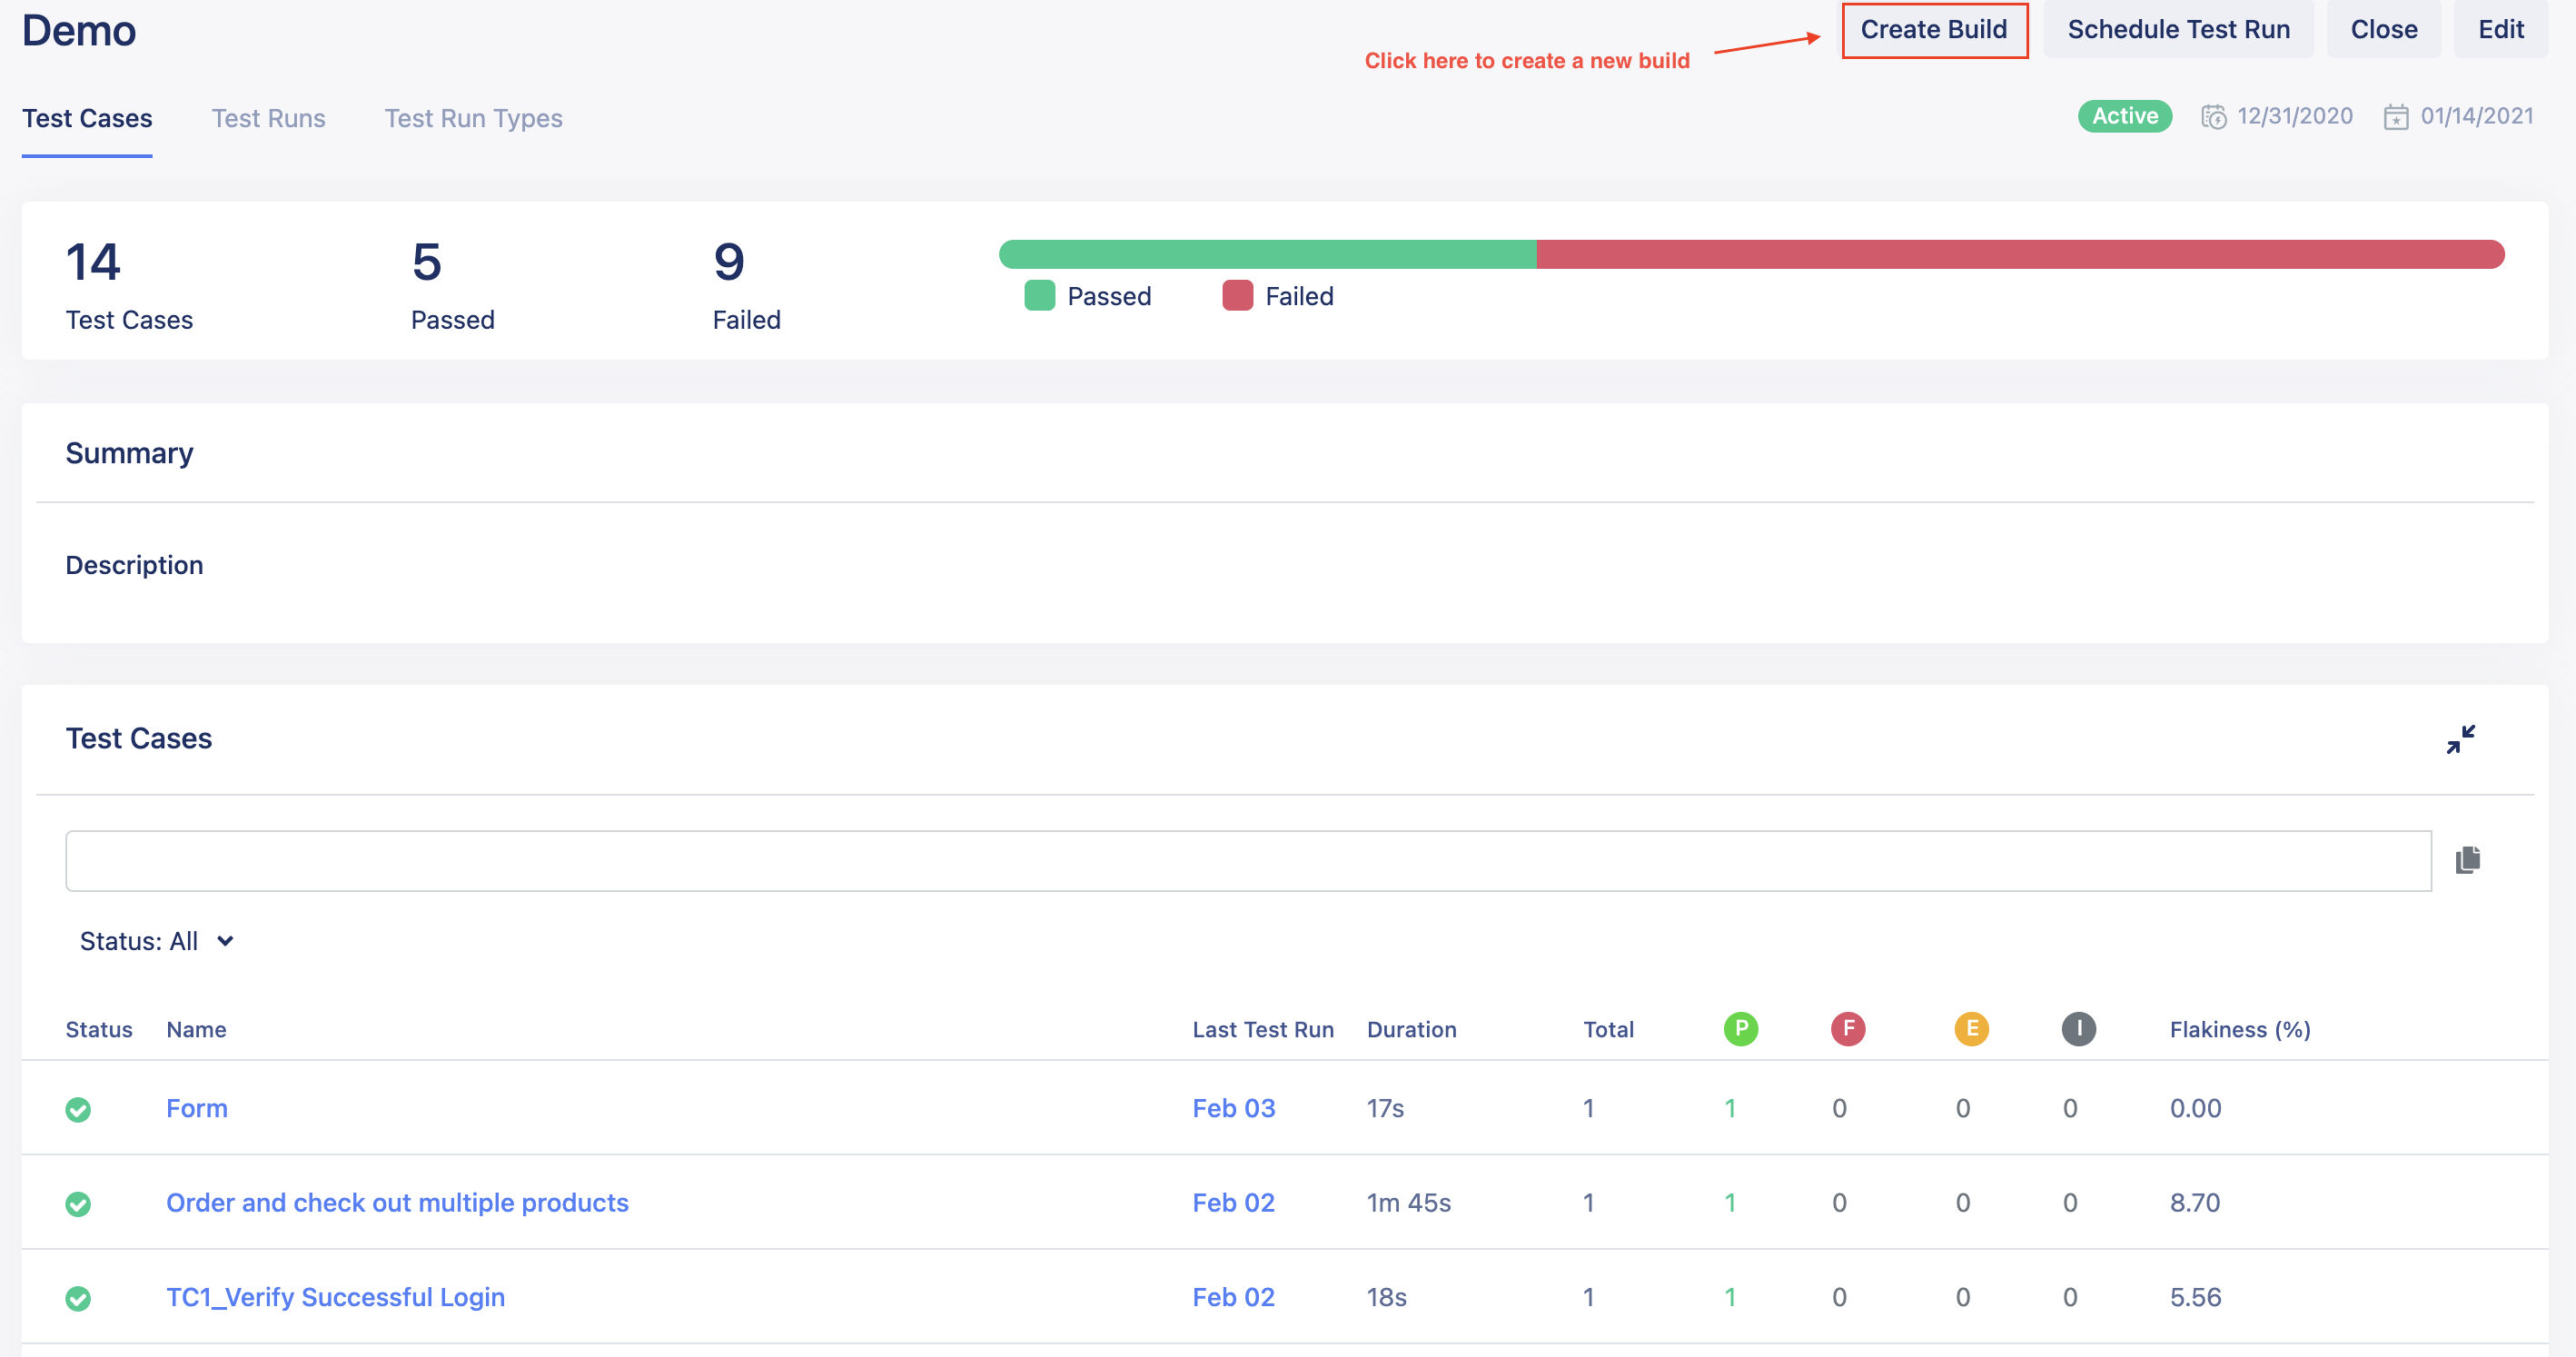 Demo
Create Build
Schedule Test Run
Close
Edit
Click here to create a new build
Test Cases
Test Runs
Test Run Types
Active
12/31/2020
01/14/2021
14
5
9
Test Cases
Passed
Failed
Passed
Failed
Summary
Description
Test Cases
Status: All
Status Name Last Test Run Duration Total P F E I Flakiness (%)
Form Feb 03 17s 1 1 0 0 0 0.00
Order and check out multiple products Feb 02 1m 45s 1 1 0 0 0 8.70
TC1_Verify Successful Login Feb 02 18s 1 1 0 0 0 5.56